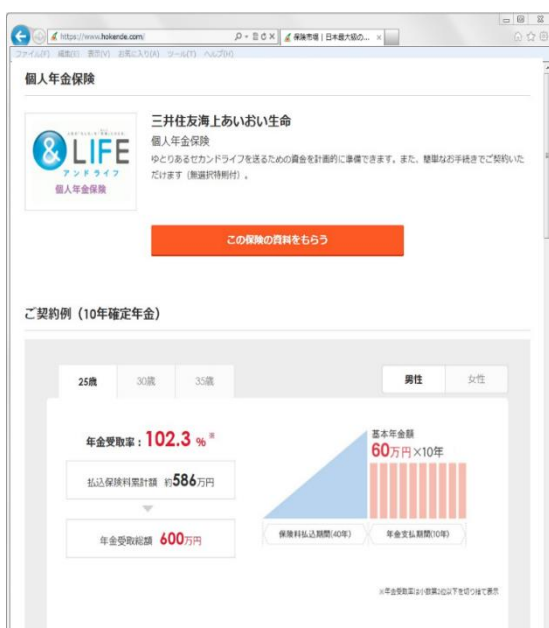 https://www.hokende.com/
保険市場 | 日本最大級の...
ファイル(F) 編集(E) 表示(V) お気に入り(A) ツール(T) ヘルプ(H)
個人年金保険
&LIFE
アンドライフ
個人年金保険
三井住友海上あいおい生命
個人年金保険
ゆとりあるセカンドライフを送るための資金を計画的に準備できます。また、簡単なお手続きでご契約いた
だけます（無選択特則付）。
この保険の資料をもらう
ご契約例（10年確定年金）
25歳 30歳 35歳 男性 女性
年金受取率：102.3 % ※
払込保険料累計額 約586万円
年金受取総額 600万円
基本年金額
60万円×10年
保険料払込期間(40年) 年金支払期間(10年)
※年金受取率は小数第2位以下を切り捨て表示